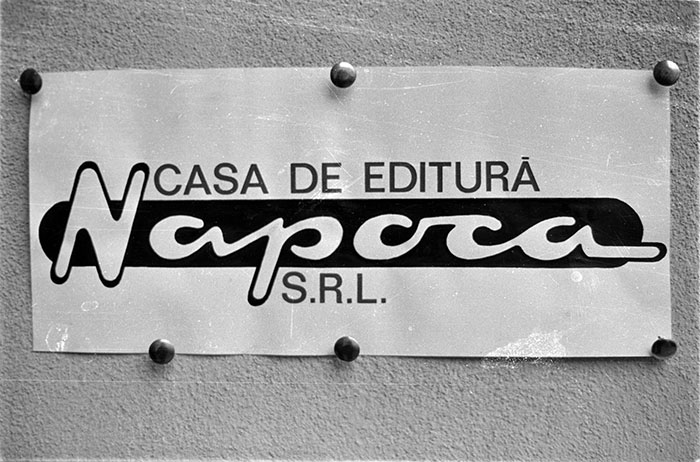 CASA DE EDITURĂ
Napoca
S.R.L.